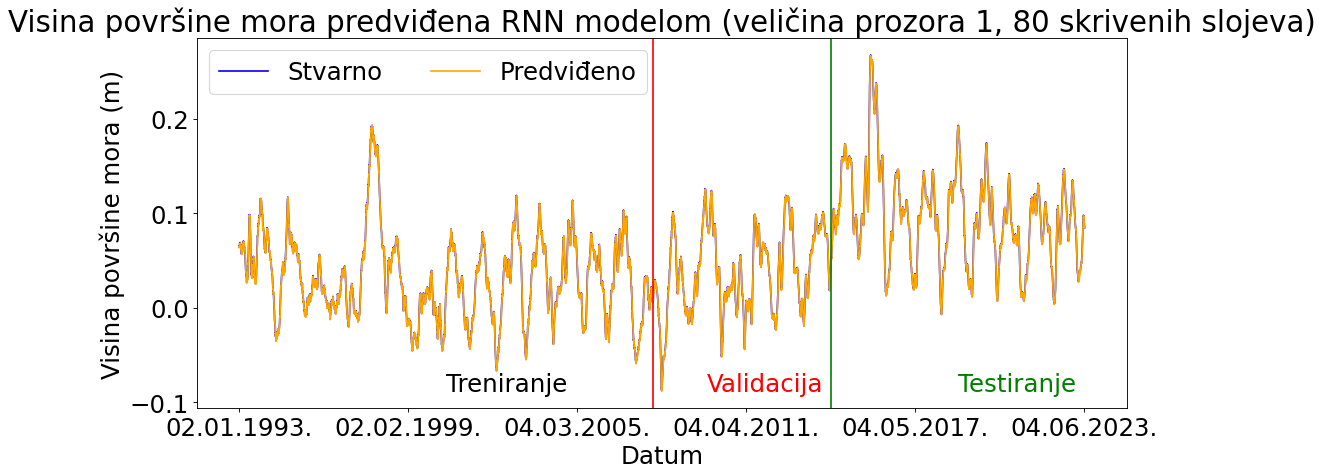 Visina površine mora predviđena RNN modelom (veličina prozora 1, 80 skrivenih slojeva)
Stvarno Predviđeno
Visina površine mora (m)
0.2
0.1
0.0
−0.1
Treniranje Validacija Testiranje
02.01.1993. 02.02.1999. 04.03.2005. 04.04.2011. 04.05.2017. 04.06.2023.
Datum